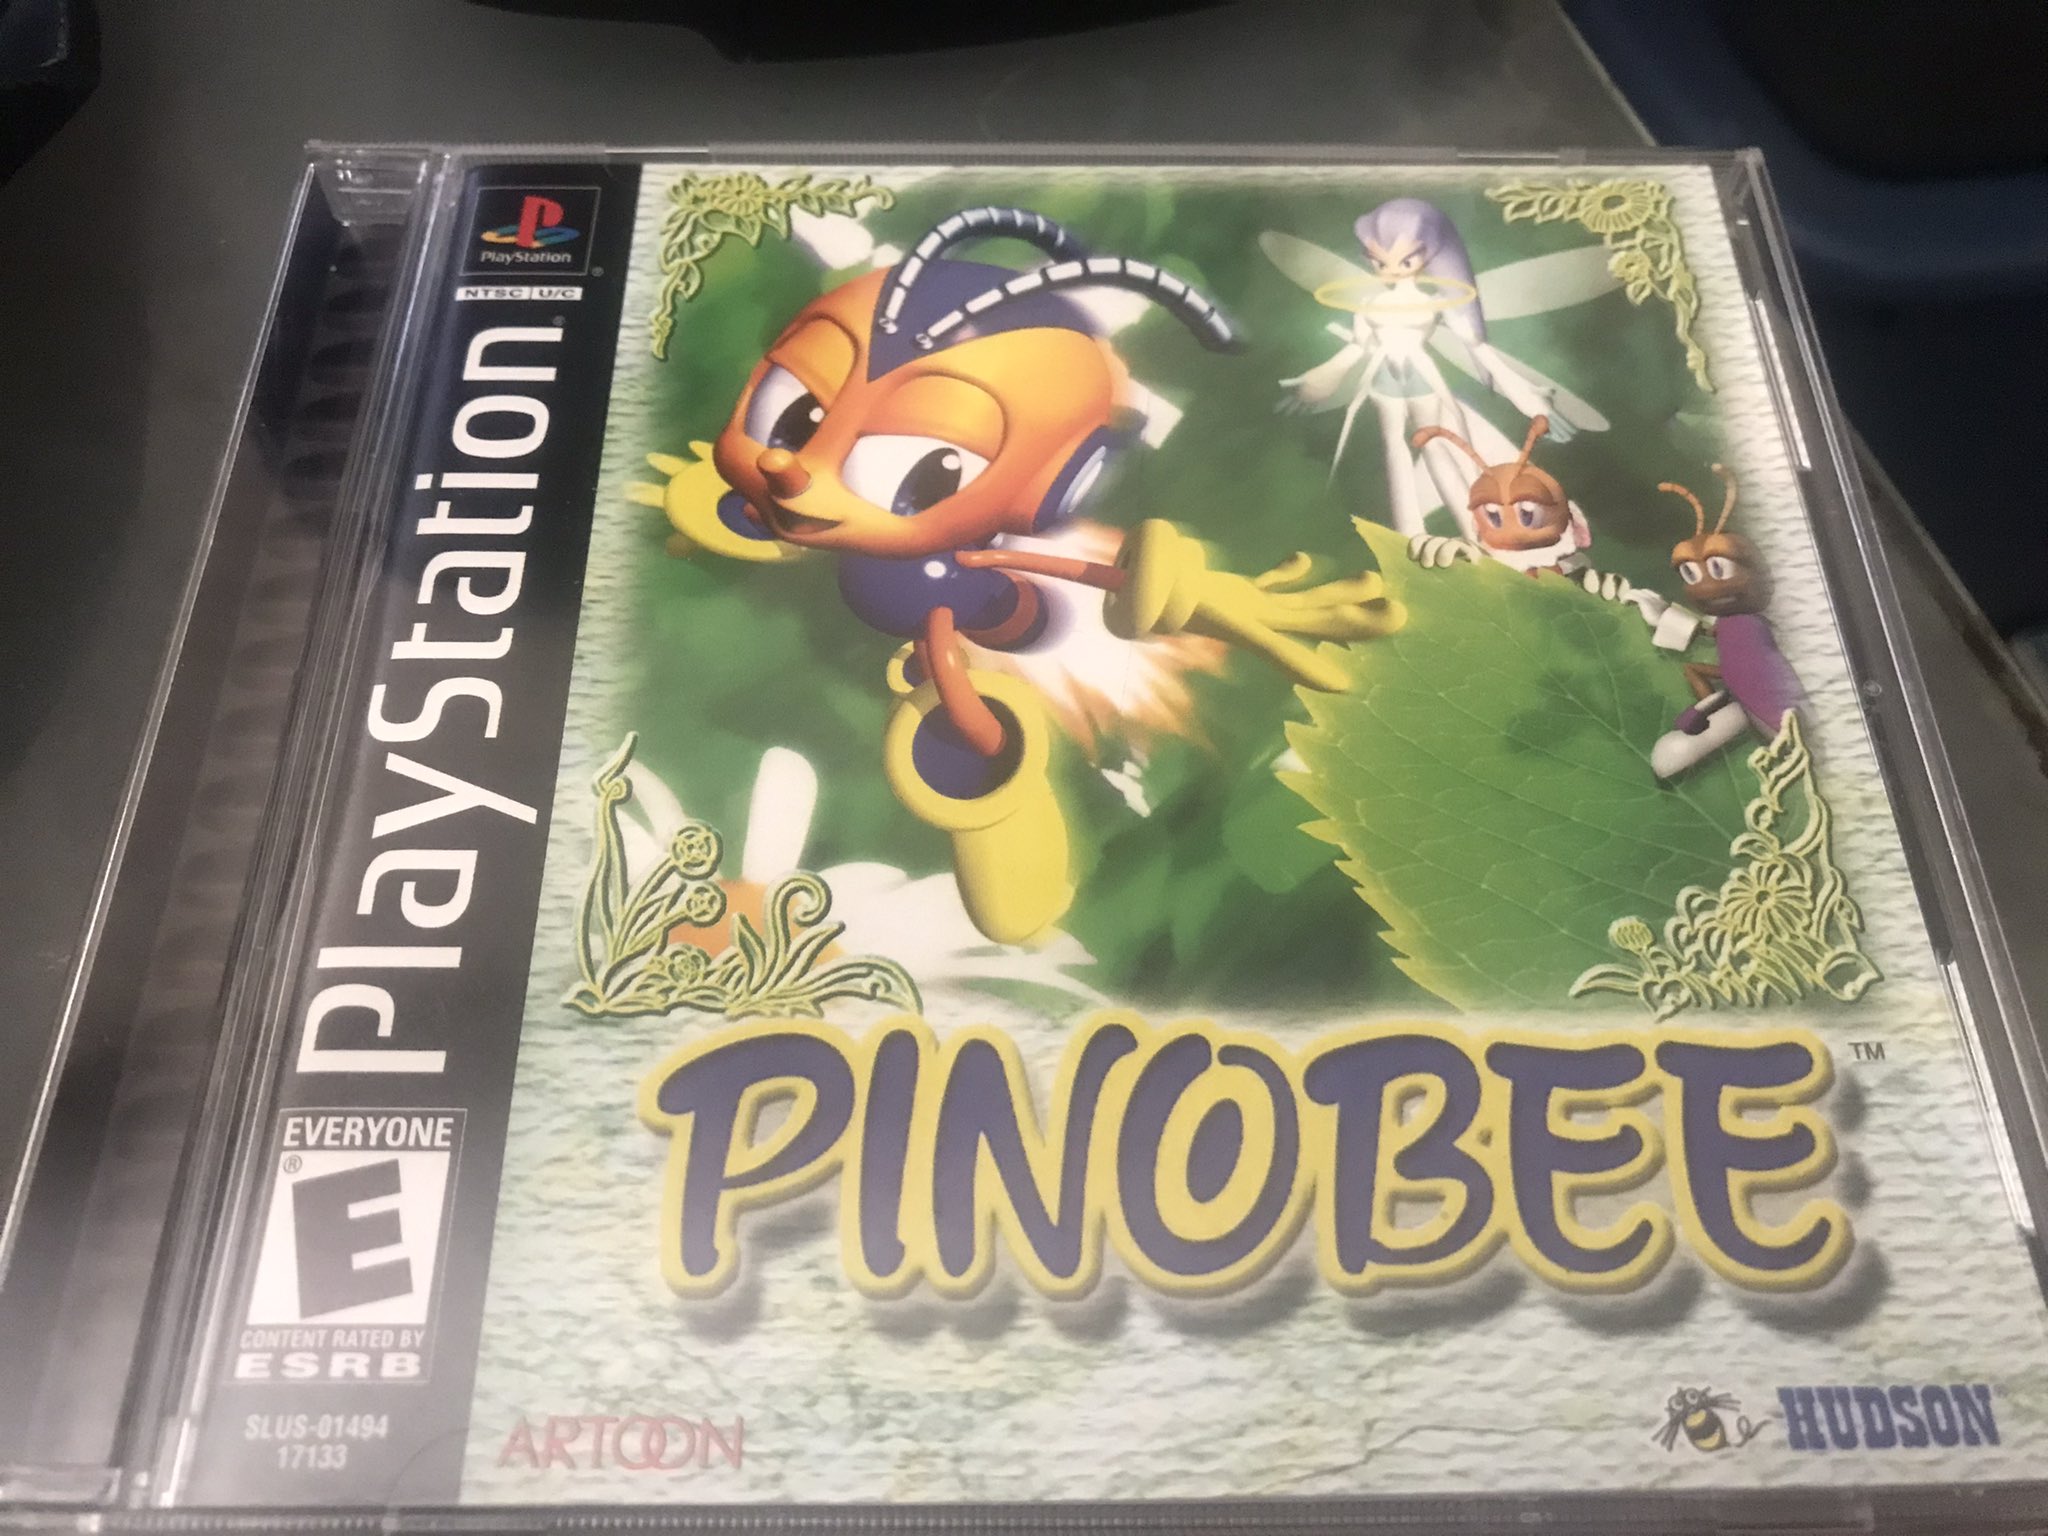 PlayStation
®
NTSC U/C
PlayStation
®
EVERYONE
E
®
CONTENT RATED BY
ESRB
SLUS-01494
17133
PINOBEE
TM
ARTOON
HUDSON
®